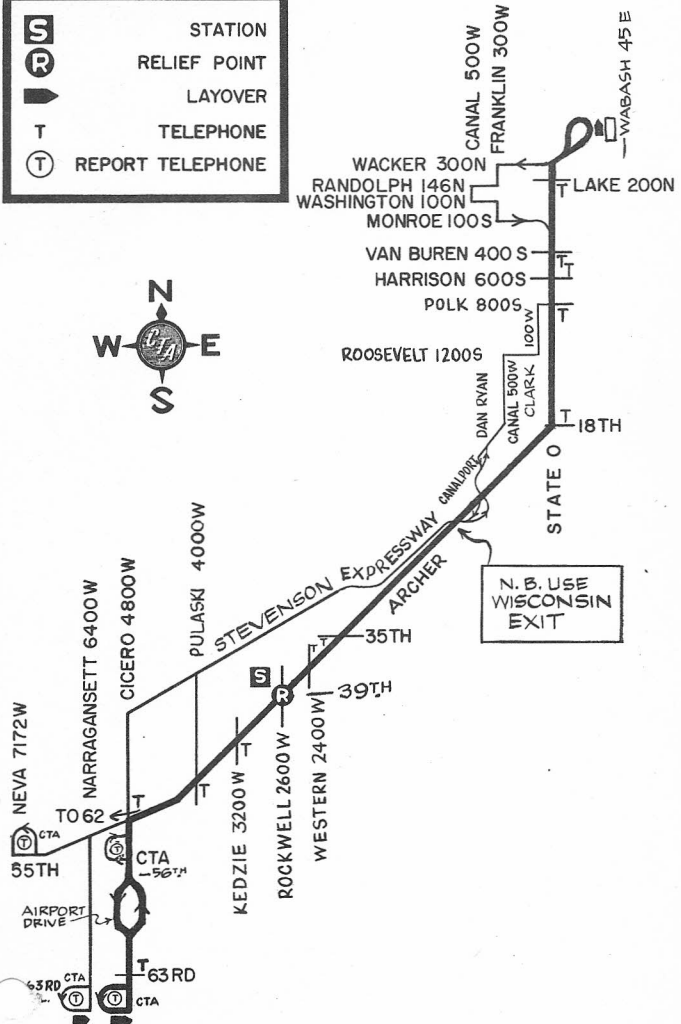 S STATION
R RELIEF POINT
LAYOVER
T TELEPHONE
T REPORT TELEPHONE
CANAL 500W
FRANKLIN 300W
WABASH 45 E
WACKER 300N
RANDOLPH 146N
LAKE 200N
T
WASHINGTON 100N
MONROE 100S
VAN BUREN 400 S
T
T
HARRISON 600S
POLK 800S
T
100W
CLARK
N
W CTA E
S
ROOSEVELT 1200S
DAN RYAN
CANAL 500W
T
18TH
STATE O
CANALPORT
STEVENSON EXPRESSWAY
ARCHER
N.B. USE
WISCONSIN
EXIT
PULASKI 4000W
CICERO 4800W
NARRAGANSETT 6400W
NEVA 7172W
35TH
T T
S
R
39TH
T
T
KEDZIE 3200W
ROCKWELL 2600W
WESTERN 2400W
TO 62
T
T CTA
55TH
T
CTA
56TH
AIRPORT
DRIVE
T
63RD
63RD
CTA
T
T
CTA